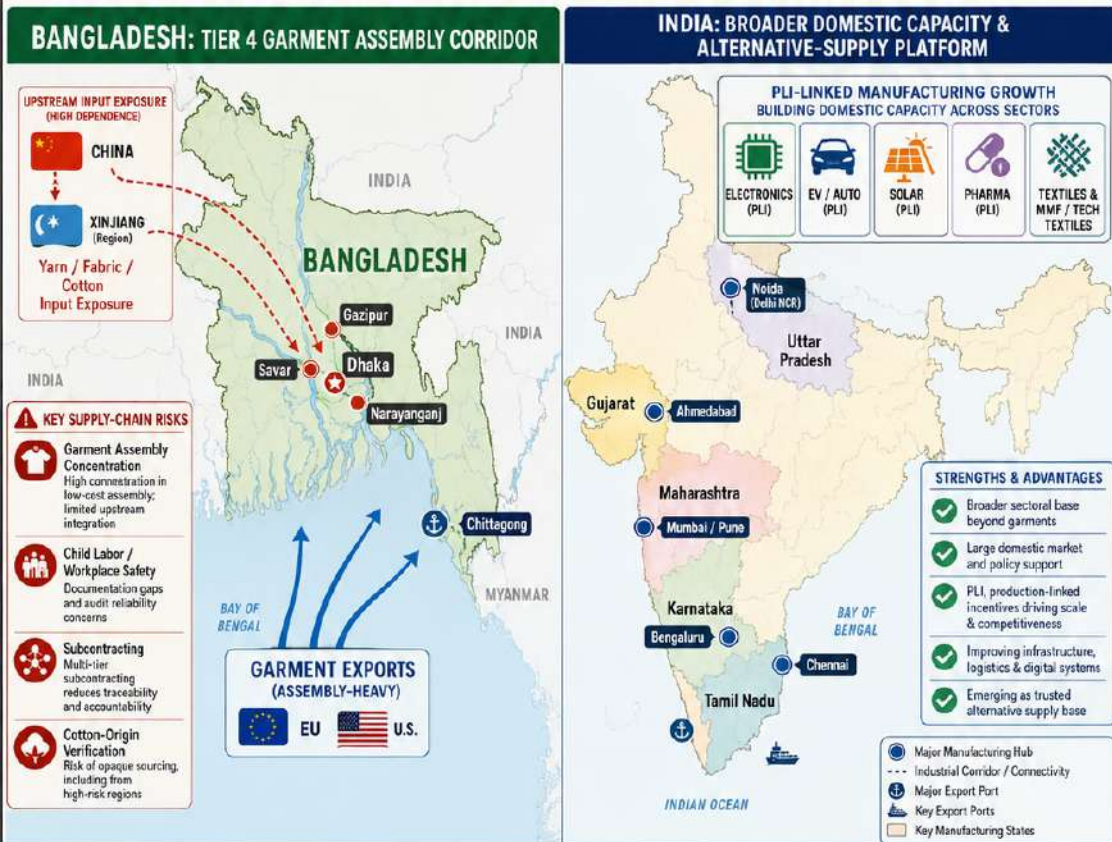 BANGLADESH: TIER 4 GARMENT ASSEMBLY CORRIDOR
UPSTREAM INPUT EXPOSURE
(HIGH DEPENDENCE)
CHINA
XINJIANG
(Region)
Yarn / Fabric /
Cotton
Input Exposure
INDIA
BANGLADESH
Gazipur
INDIA
Savar
Dhaka
INDIA
Narayanganj
KEY SUPPLY-CHAIN RISKS
Garment Assembly
Concentration
High connestration in
low-cost assembly;
limited upstream
integration
Child Labor /
Workplace Safety
Documentation gaps
and audit reliability
concerns
Subcontracting
Multi-tier
subcontracting
reduces traceability
and accountability
Cotton-Origin
Verification
Risk of opaque sourcing,
including from
high-risk regions
Chittagong
MYANMAR
BAY OF
BENGAL
GARMENT EXPORTS
(ASSEMBLY-HEAVY)
EU
U.S.
INDIA: BROADER DOMESTIC CAPACITY &
ALTERNATIVE-SUPPLY PLATFORM
PLI-LINKED MANUFACTURING GROWTH
BUILDING DOMESTIC CAPACITY ACROSS SECTORS
ELECTRONICS
(PLI)
EV / AUTO
(PLI)
SOLAR
(PLI)
PHARMA
(PLI)
TEXTILES &
MMF / TECH
TEXTILES
Noida
(Delhi NCR)
Uttar
Pradesh
Gujarat
Ahmedabad
Maharashtra
Mumbai / Pune
Karnataka
Bengaluru
Chennai
Tamil Nadu
BAY OF
BENGAL
INDIAN OCEAN
STRENGTHS & ADVANTAGES
Broader sectoral base
beyond garments
Large domestic market
and policy support
PLI, production-linked
incentives driving scale
& competitiveness
Improving infrastructure,
logistics & digital systems
Emerging as trusted
alternative supply base
Major Manufacturing Hub
Industrial Corridor / Connectivity
Major Export Port
Key Export Ports
Key Manufacturing States